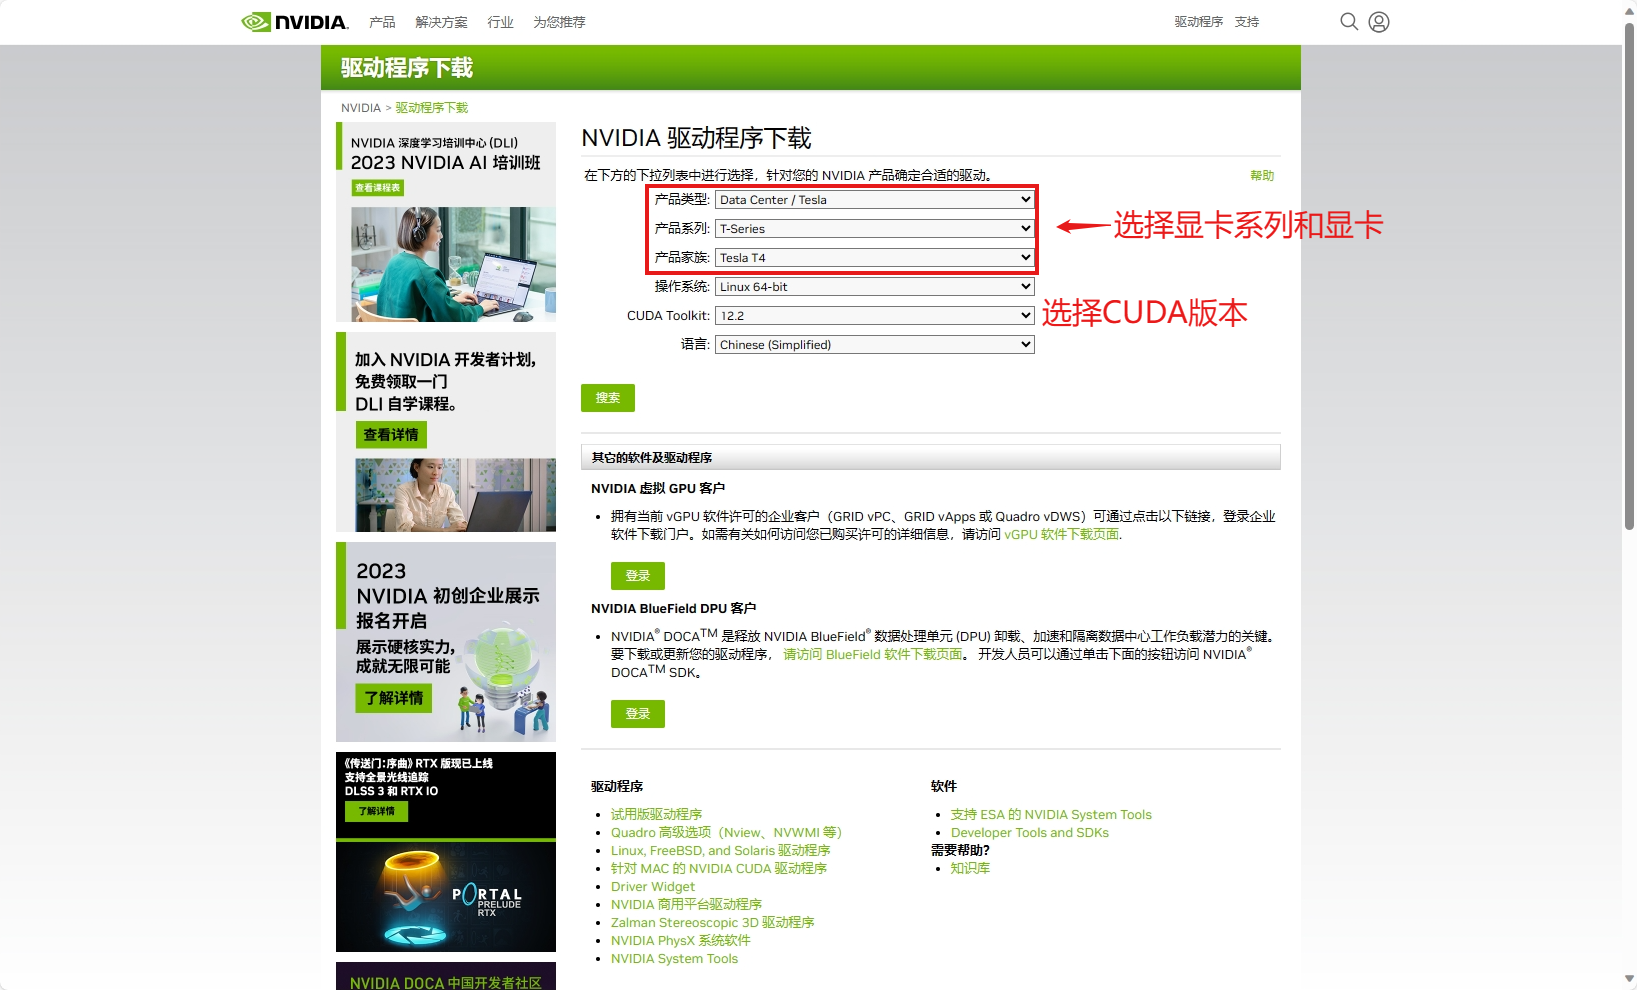 NVIDIA.
产品
解决方案
行业
为您推荐
驱动程序
支持
驱动程序下载
NVIDIA > 驱动程序下载
NVIDIA 深度学习培训中心 (DLI)
2023 NVIDIA AI 培训班
查看课程表
加入 NVIDIA 开发者计划,
免费领取一门
DLI 自学课程。
查看详情
2023
NVIDIA 初创企业展示
报名开启
展示硬核实力,
成就无限可能
了解详情
《传送门:序曲》RTX 版现已上线
支持全景光线追踪
DLSS 3 和 RTX IO
了解详情
PORTAL
PRELUDE
RTX
NVIDIA DOCA 中国开发者社区
NVIDIA 驱动程序下载
在下方的下拉列表中进行选择，针对您的 NVIDIA 产品确定合适的驱动。
帮助
产品类型: Data Center / Tesla
产品系列: T-Series
产品家族: Tesla T4
选择显卡系列和显卡
操作系统: Linux 64-bit
CUDA Toolkit: 12.2
选择CUDA版本
语言: Chinese (Simplified)
搜索
其它的软件及驱动程序
NVIDIA 虚拟 GPU 客户
• 拥有当前 vGPU 软件许可的企业客户（GRID vPC、GRID vApps 或 Quadro vDWS）可通过点击以下链接，登录企业
软件下载门户。如需有关如何访问您已购买许可的详细信息，请访问 vGPU 软件下载页面.
登录
NVIDIA BlueField DPU 客户
• NVIDIA® DOCA™ 是释放 NVIDIA BlueField® 数据处理单元 (DPU) 卸载、加速和隔离数据中心工作负载潜力的关键。
要下载或更新您的驱动程序， 请访问 BlueField 软件下载页面。 开发人员可以通过单击下面的按钮访问 NVIDIA®
DOCA™ SDK。
登录
驱动程序
• 试用版驱动程序
• Quadro 高级选项（Nview、NVWMI 等）
• Linux, FreeBSD, and Solaris 驱动程序
• 针对 MAC 的 NVIDIA CUDA 驱动程序
• Driver Widget
• NVIDIA 商用平台驱动程序
• Zalman Stereoscopic 3D 驱动程序
• NVIDIA PhysX 系统软件
• NVIDIA System Tools
软件
• 支持 ESA 的 NVIDIA System Tools
• Developer Tools and SDKs
需要帮助?
• 知识库